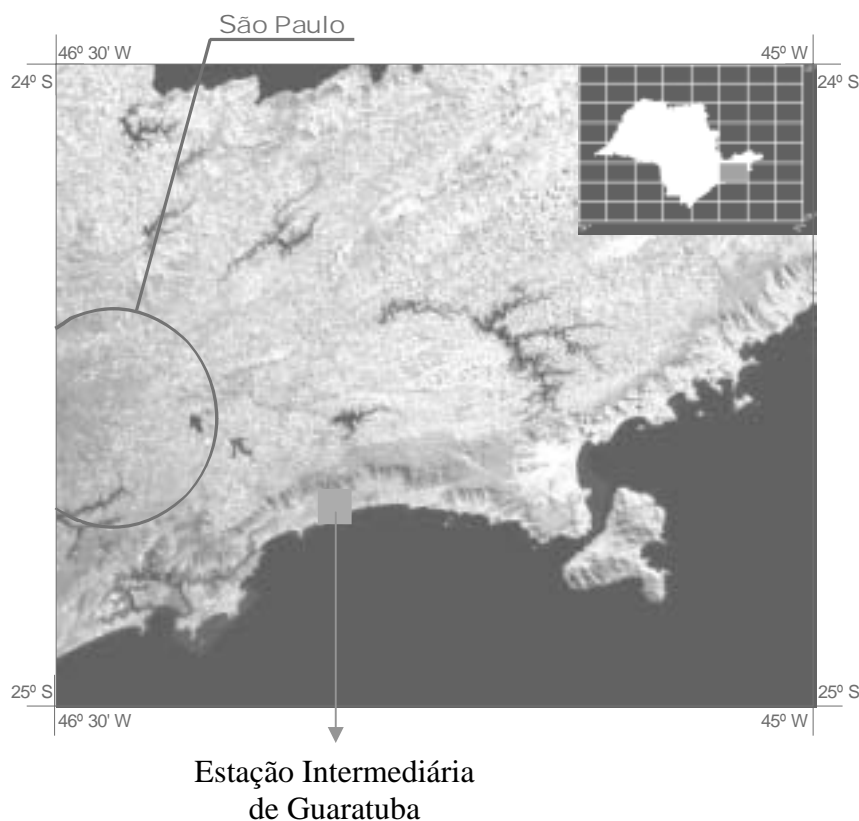 São Paulo
46º 30' W
45º W
24º S
24º S
25º S
25º S
46º 30' W
45º W
Estação Intermediária
de Guaratuba